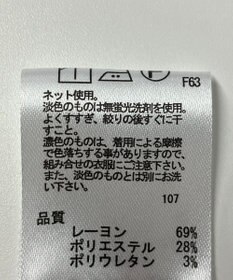 F63
ネット使用。
淡色のものは無蛍光洗剤を使用。
よくすすぎ、絞りの後すぐに干
すこと。
濃色のものは、着用による摩擦
で色落ちする事がありますので、
組み合せの衣服にご注意下さい。
また、淡色のものとは別にお洗
い下さい。
107
品質
レーヨン 69%
ポリエステル 28%
ポリウレタン 3%